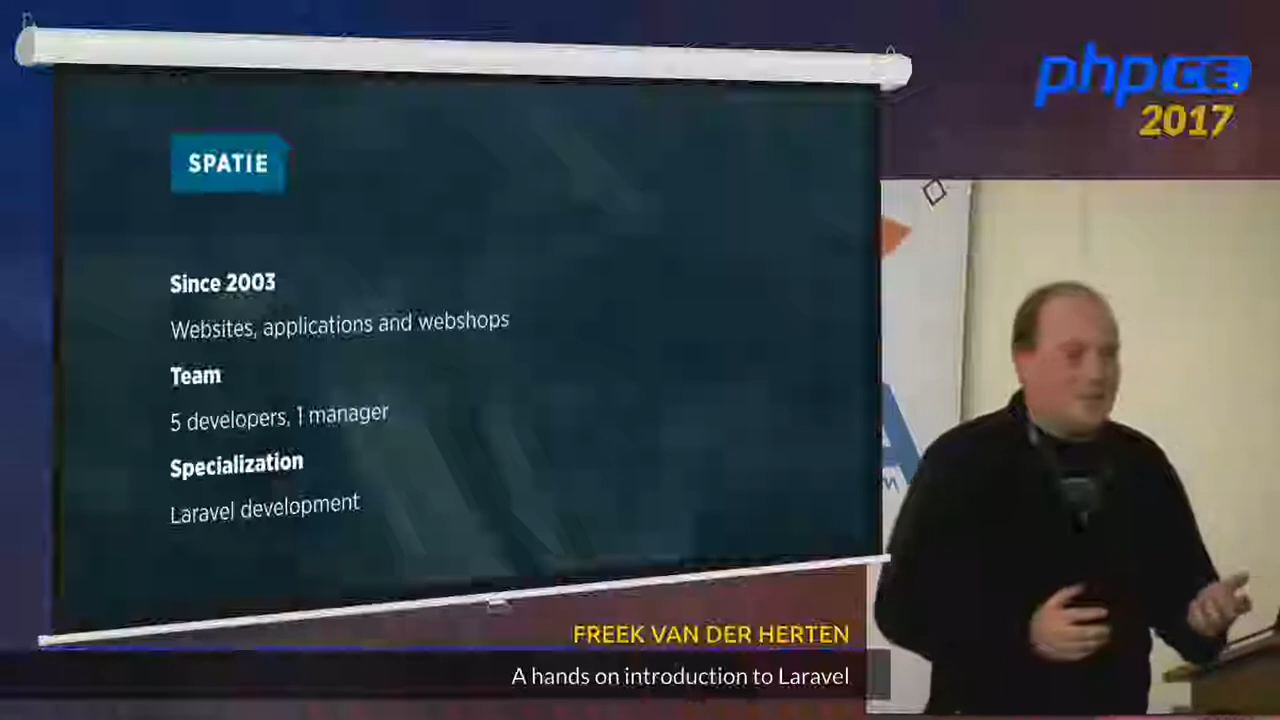 phpCE
2017
SPATIE
Since 2003
Websites, applications and webshops
Team
5 developers, 1 manager
Specialization
Laravel development
FREEK VAN DER HERTEN
A hands on introduction to Laravel